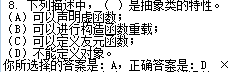 8. 下列描述中，( ) 是抽象类的特性。
(A) 可以声明虚函数；
(B) 可以进行构造函数重载；
(C) 可以定义友元函数；
(D) 不能定义对象。
你所选择的答案是：A，正确答案是：D ×